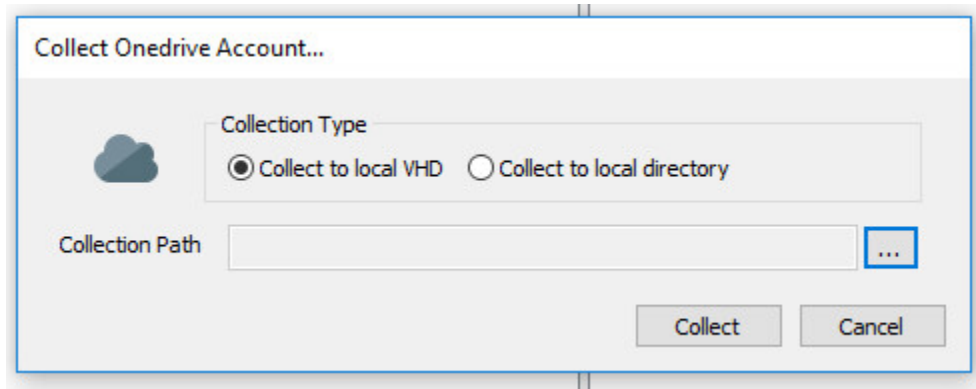 Collect Onedrive Account...
Collection Type
Collect to local VHD Collect to local directory
Collection Path ...
Collect Cancel